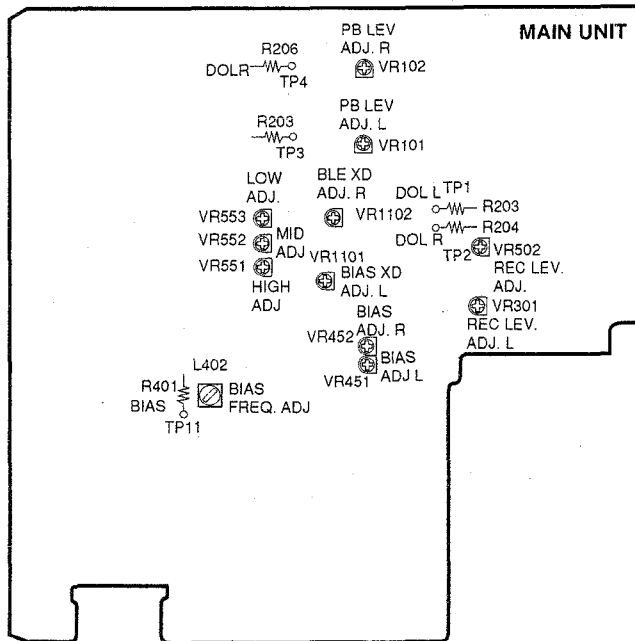 MAIN UNIT
PB LEV
ADJ. R
VR102
R206
DOLR
TP4
PB LEV
ADJ. L
VR101
R203
TP3
LOW
ADJ.
VR553
VR552
MID
ADJ
VR551
HIGH
ADJ
BLE XD
ADJ. R
VR1102
VR1101
BIAS XD
ADJ. L
DOL L
TP1
R203
R204
DOL R
TP2
VR502
REC LEV.
ADJ.
VR301
REC LEV.
ADJ. L
BIAS
ADJ. R
VR452
BIAS
ADJ L
VR451
L402
R401
BIAS
TP11
BIAS
FREQ. ADJ